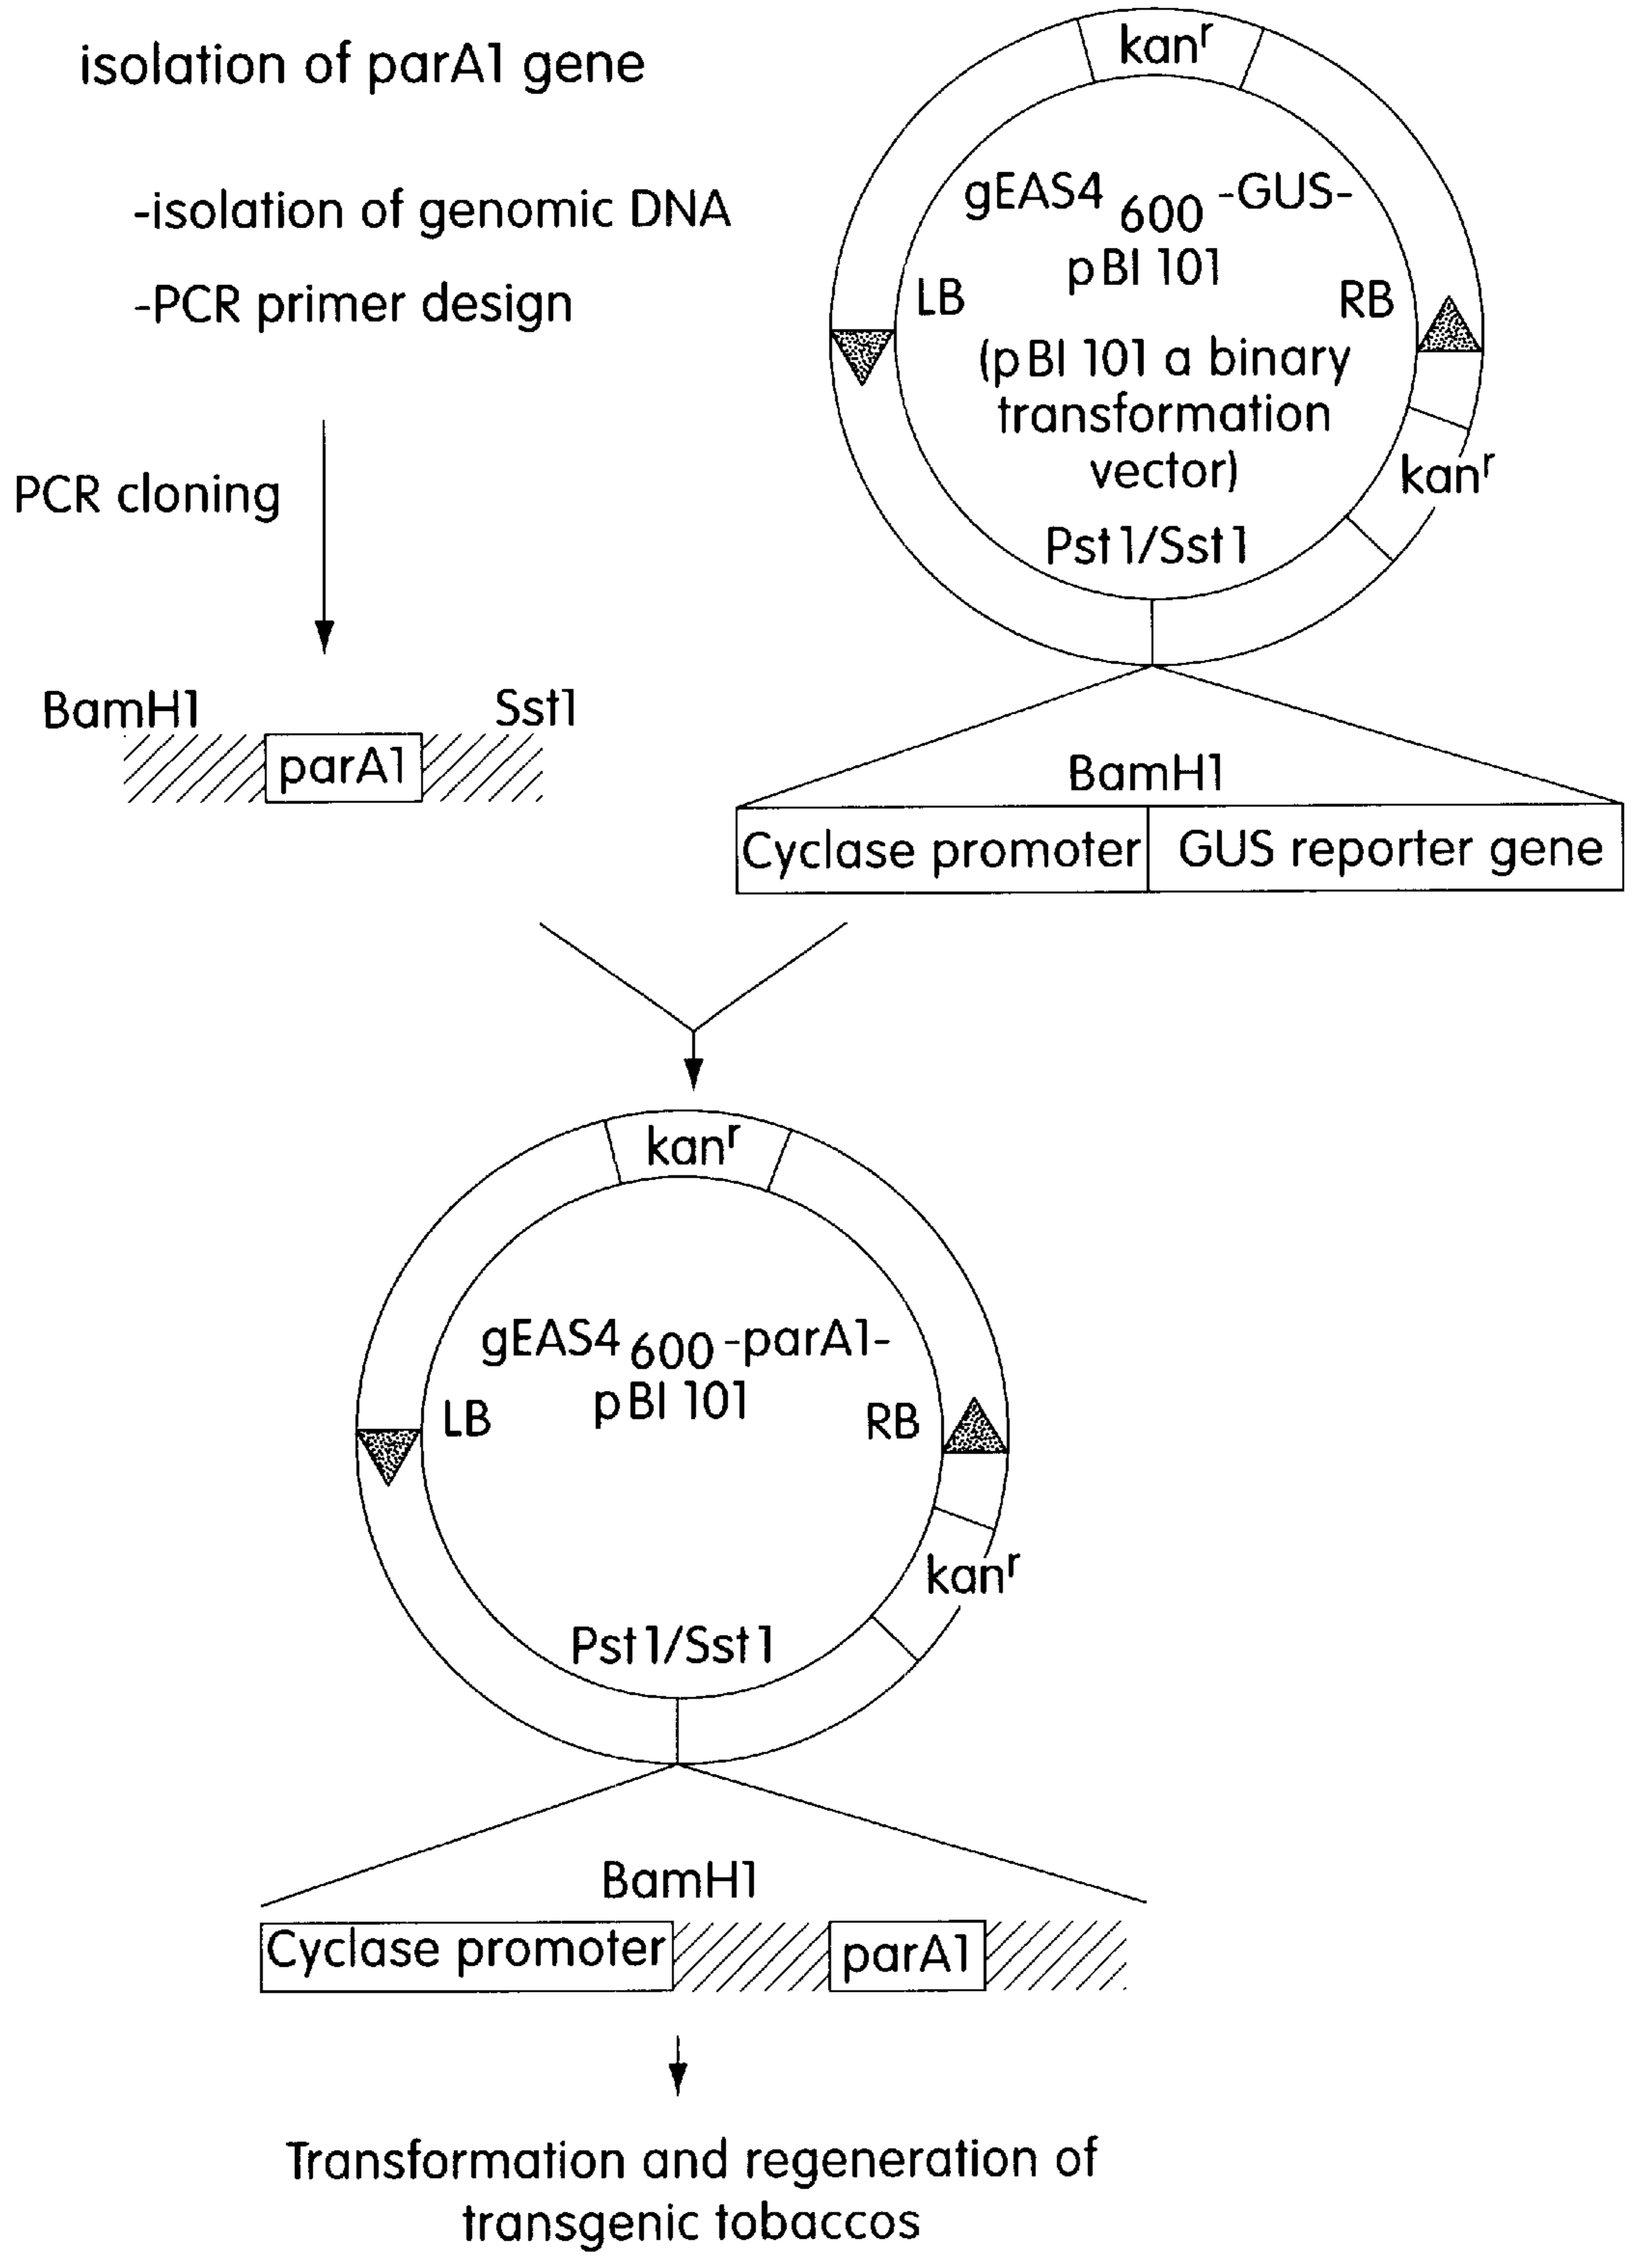 isolation of parA1 gene
-isolation of genomic DNA
-PCR primer design
PCR cloning
BamH1 Sst1
parA1
kanʳ
gEAS4 600 -GUS-
pBI 101
LB RB
(pBI 101 a binary
transformation
vector)
kanʳ
Pst1/Sst1
BamH1
Cyclase promoter GUS reporter gene
kanʳ
gEAS4 600 -parA1-
pBI 101
LB RB
kanʳ
Pst1/Sst1
BamH1
Cyclase promoter parA1
Transformation and regeneration of
transgenic tobaccos